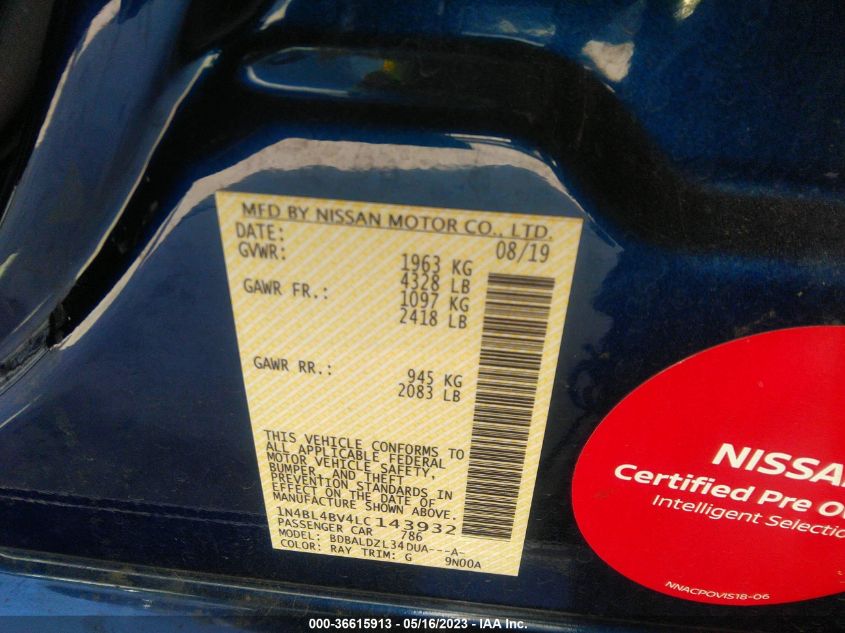 MFD BY NISSAN MOTOR CO., LTD.
DATE: 08/19
GVWR: 1963 KG
4328 LB
GAWR FR.: 1097 KG
2418 LB
GAWR RR.: 945 KG
2083 LB
THIS VEHICLE CONFORMS TO
ALL APPLICABLE FEDERAL
MOTOR VEHICLE SAFETY,
BUMPER, AND THEFT
PREVENTION STANDARDS IN
EFFECT ON THE DATE OF
MANUFACTURE SHOWN ABOVE.
1N4BL4BV4LC143932
PASSENGER CAR 786
MODEL: BDBALDZL34DUA---A-
COLOR: RAY TRIM: G 9N00A
NISSA
Certified Pre O
Intelligent Selectio
NNACPOVIS18-06
000-36615913 - 05/16/2023 - IAA Inc.